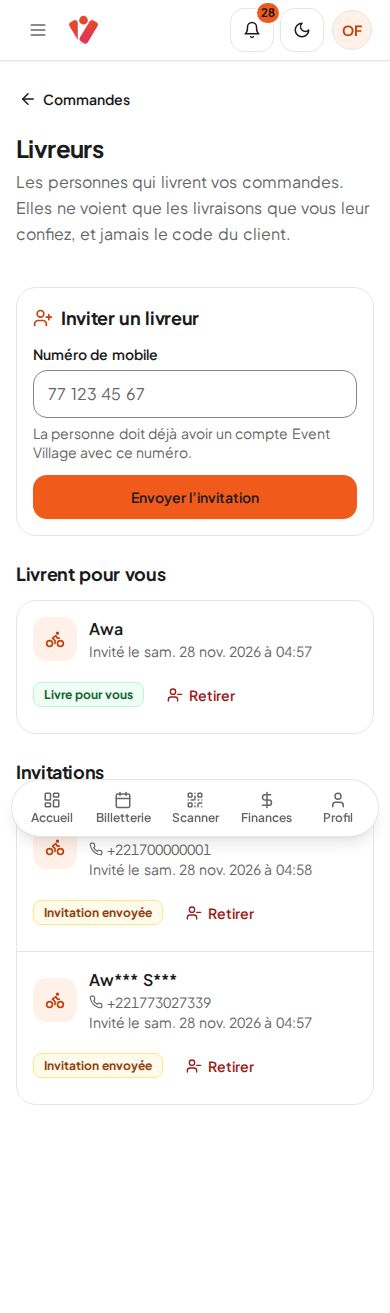 28
OF
Commandes
Livreurs
Les personnes qui livrent vos commandes.
Elles ne voient que les livraisons que vous leur
confiez, et jamais le code du client.
Inviter un livreur
Numéro de mobile
77 123 45 67
La personne doit déjà avoir un compte Event
Village avec ce numéro.
Envoyer l'invitation
Livrent pour vous
Awa
Invité le sam. 28 nov. 2026 à 04:57
Livre pour vous
Retirer
Invitations
Accueil
Billetterie
Scanner
Finances
Profil
+221700000001
Invité le sam. 28 nov. 2026 à 04:58
Invitation envoyée
Retirer
Aw*** S***
+221773027339
Invité le sam. 28 nov. 2026 à 04:57
Invitation envoyée
Retirer